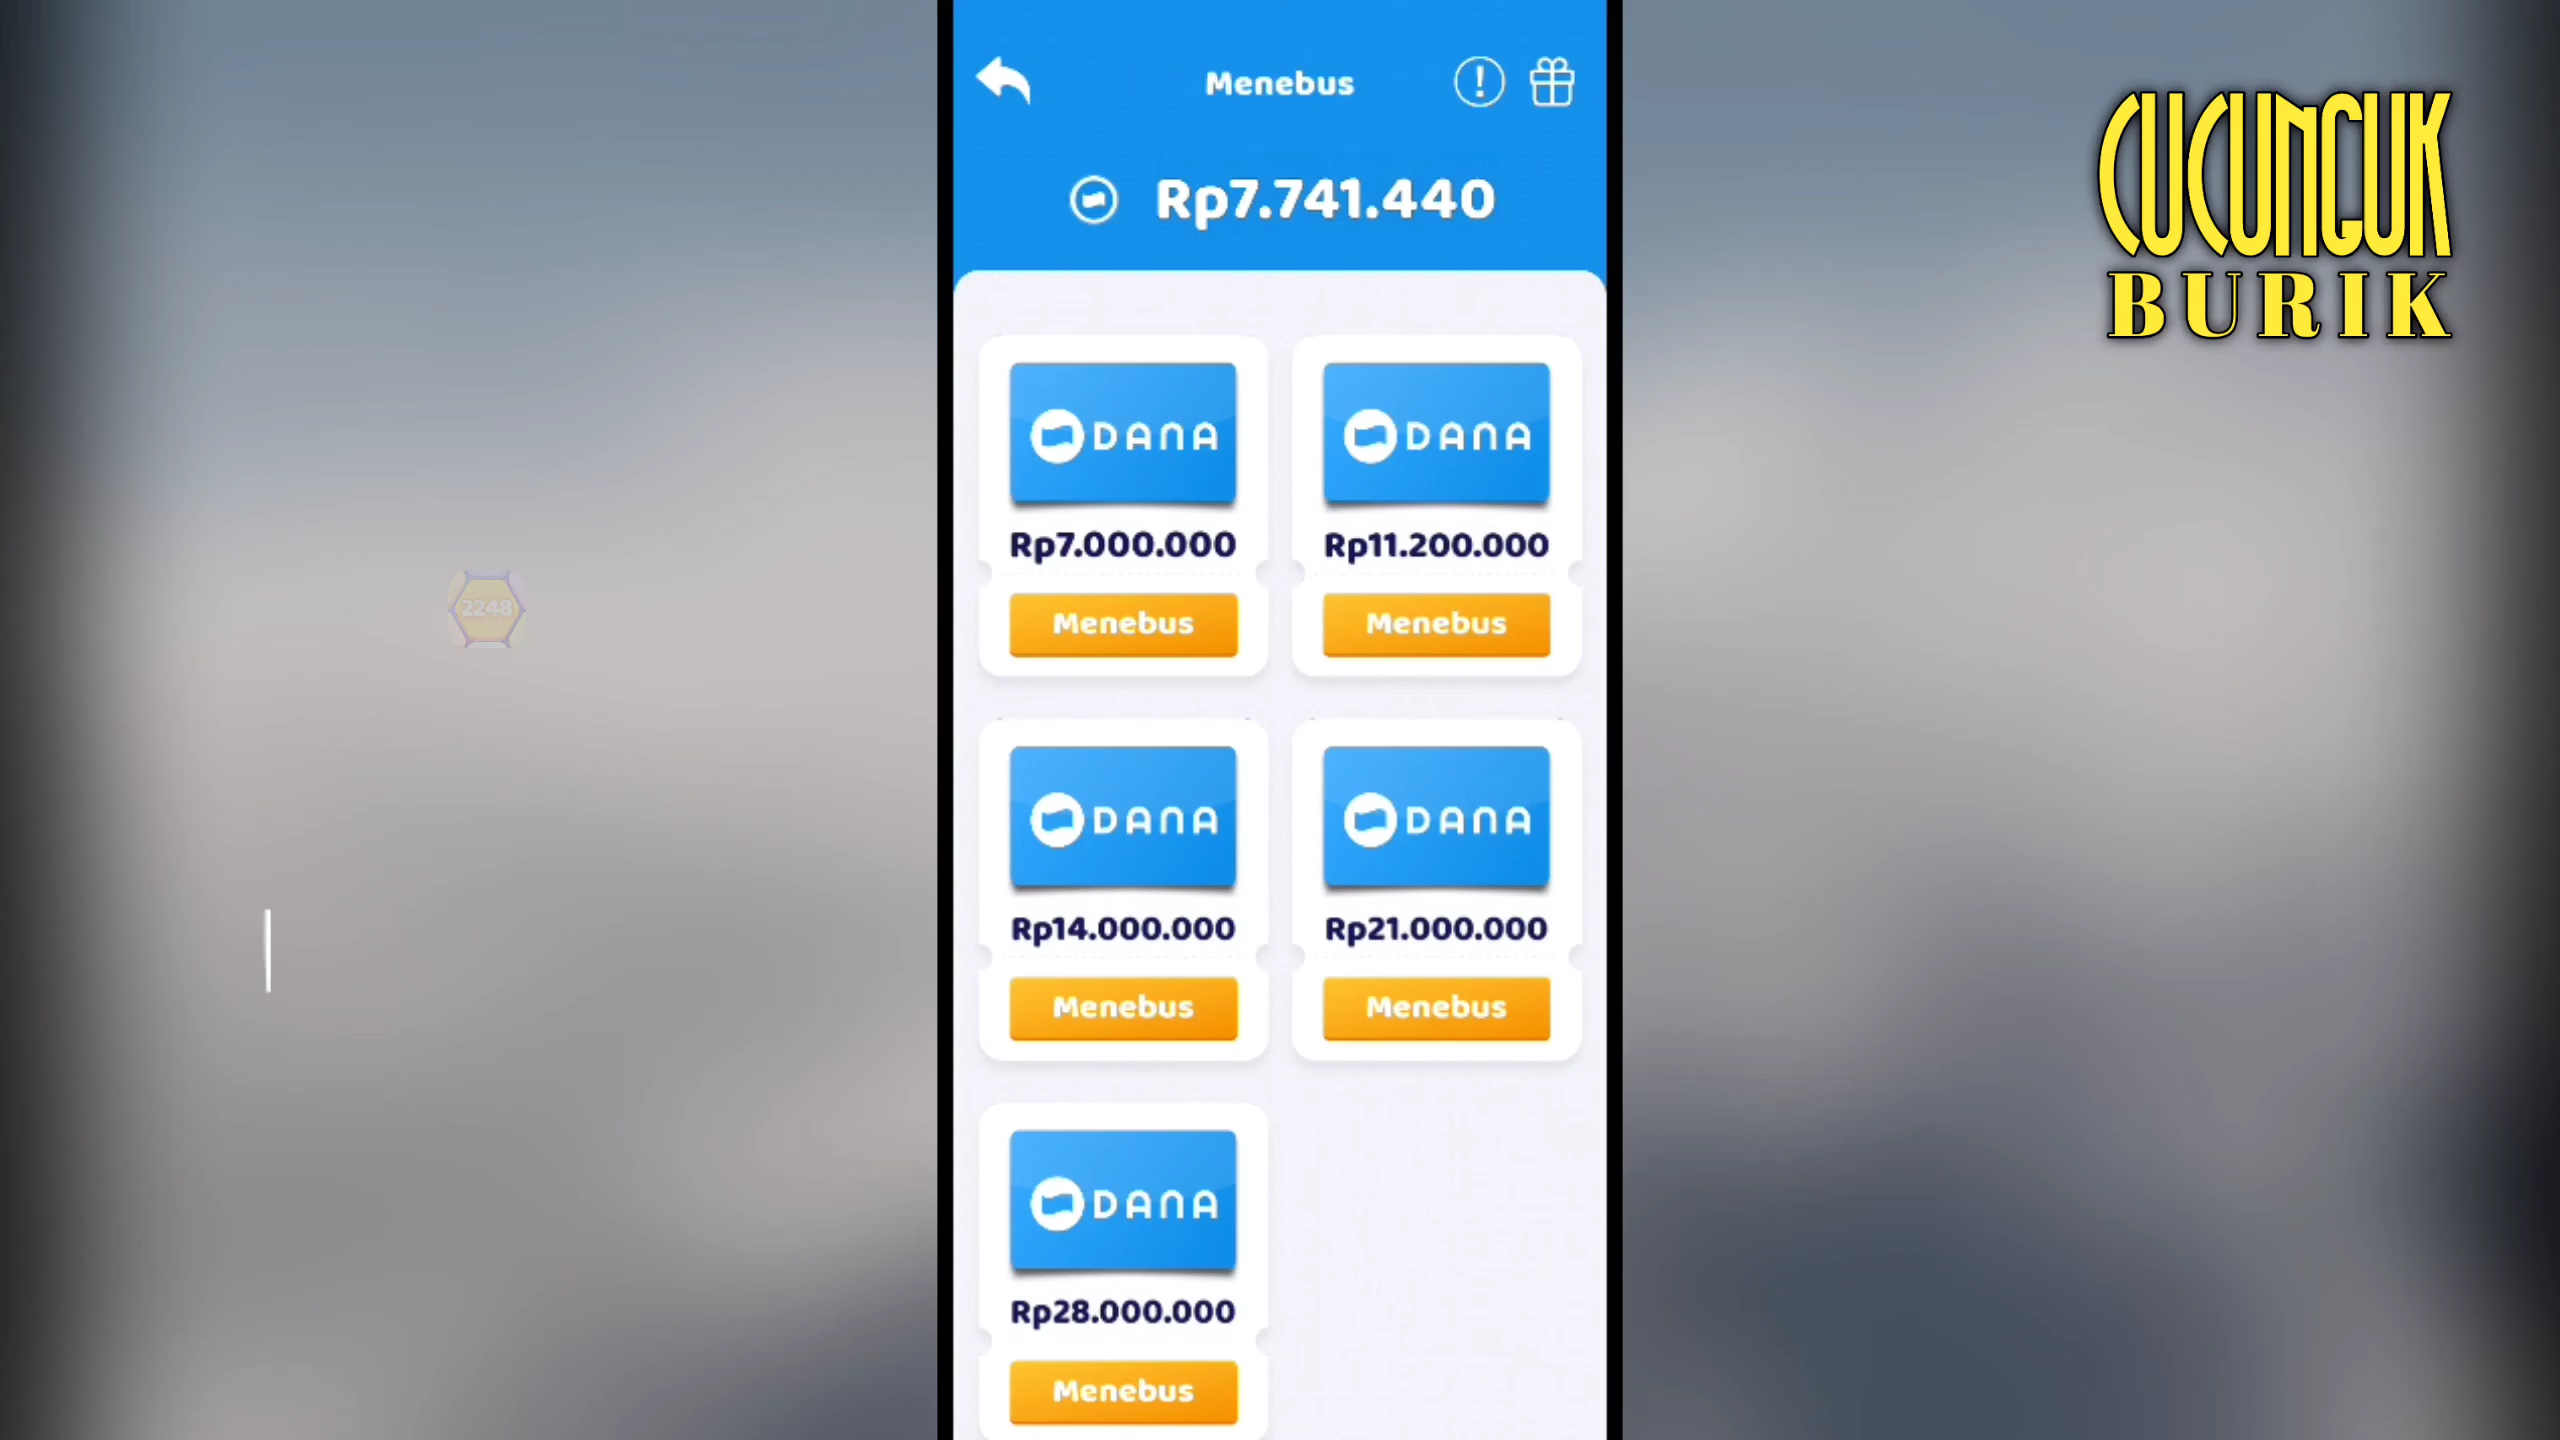 Menebus
Rp7.741.440
CUCUNGUK
BURIK
DANA
DANA
Rp7.000.000
Rp11.200.000
Menebus
Menebus
2248
DANA
DANA
Rp14.000.000
Rp21.000.000
Menebus
Menebus
DANA
Rp28.000.000
Menebus